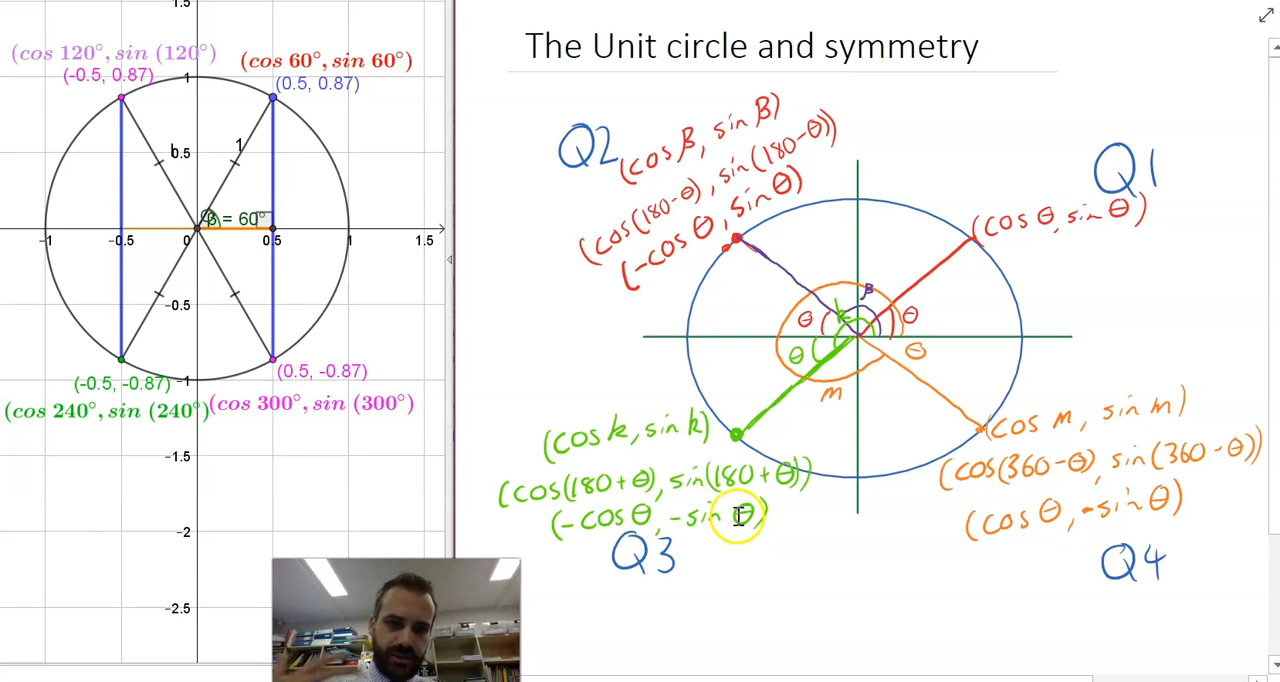 The Unit circle and symmetry
1.5
(cos 120°, sin (120°)
(-0.5, 0.87)
(cos 60°, sin 60°)
(0.5, 0.87)
1
1
0.5
β = 60°
-1
-0.5
0
0.5
1
1.5
-0.5
(-0.5, -0.87)
-1
(0.5, -0.87)
(cos 240°, sin (240°)
(cos 300°, sin (300°)
-1.5
-2
-2.5
Q2
(cos β, sin β)
(cos(180-θ), sin(180-θ))
(-cos θ, sin θ)
Q1
(cos θ, sin θ)
β
k
θ
θ
θ
θ
m
(cos k, sin k)
(cos(180+θ), sin(180+θ))
(-cos θ, -sin θ)
Q3
(cos m, sin m)
(cos(360-θ), sin(360-θ))
(cos θ, -sin θ)
Q4